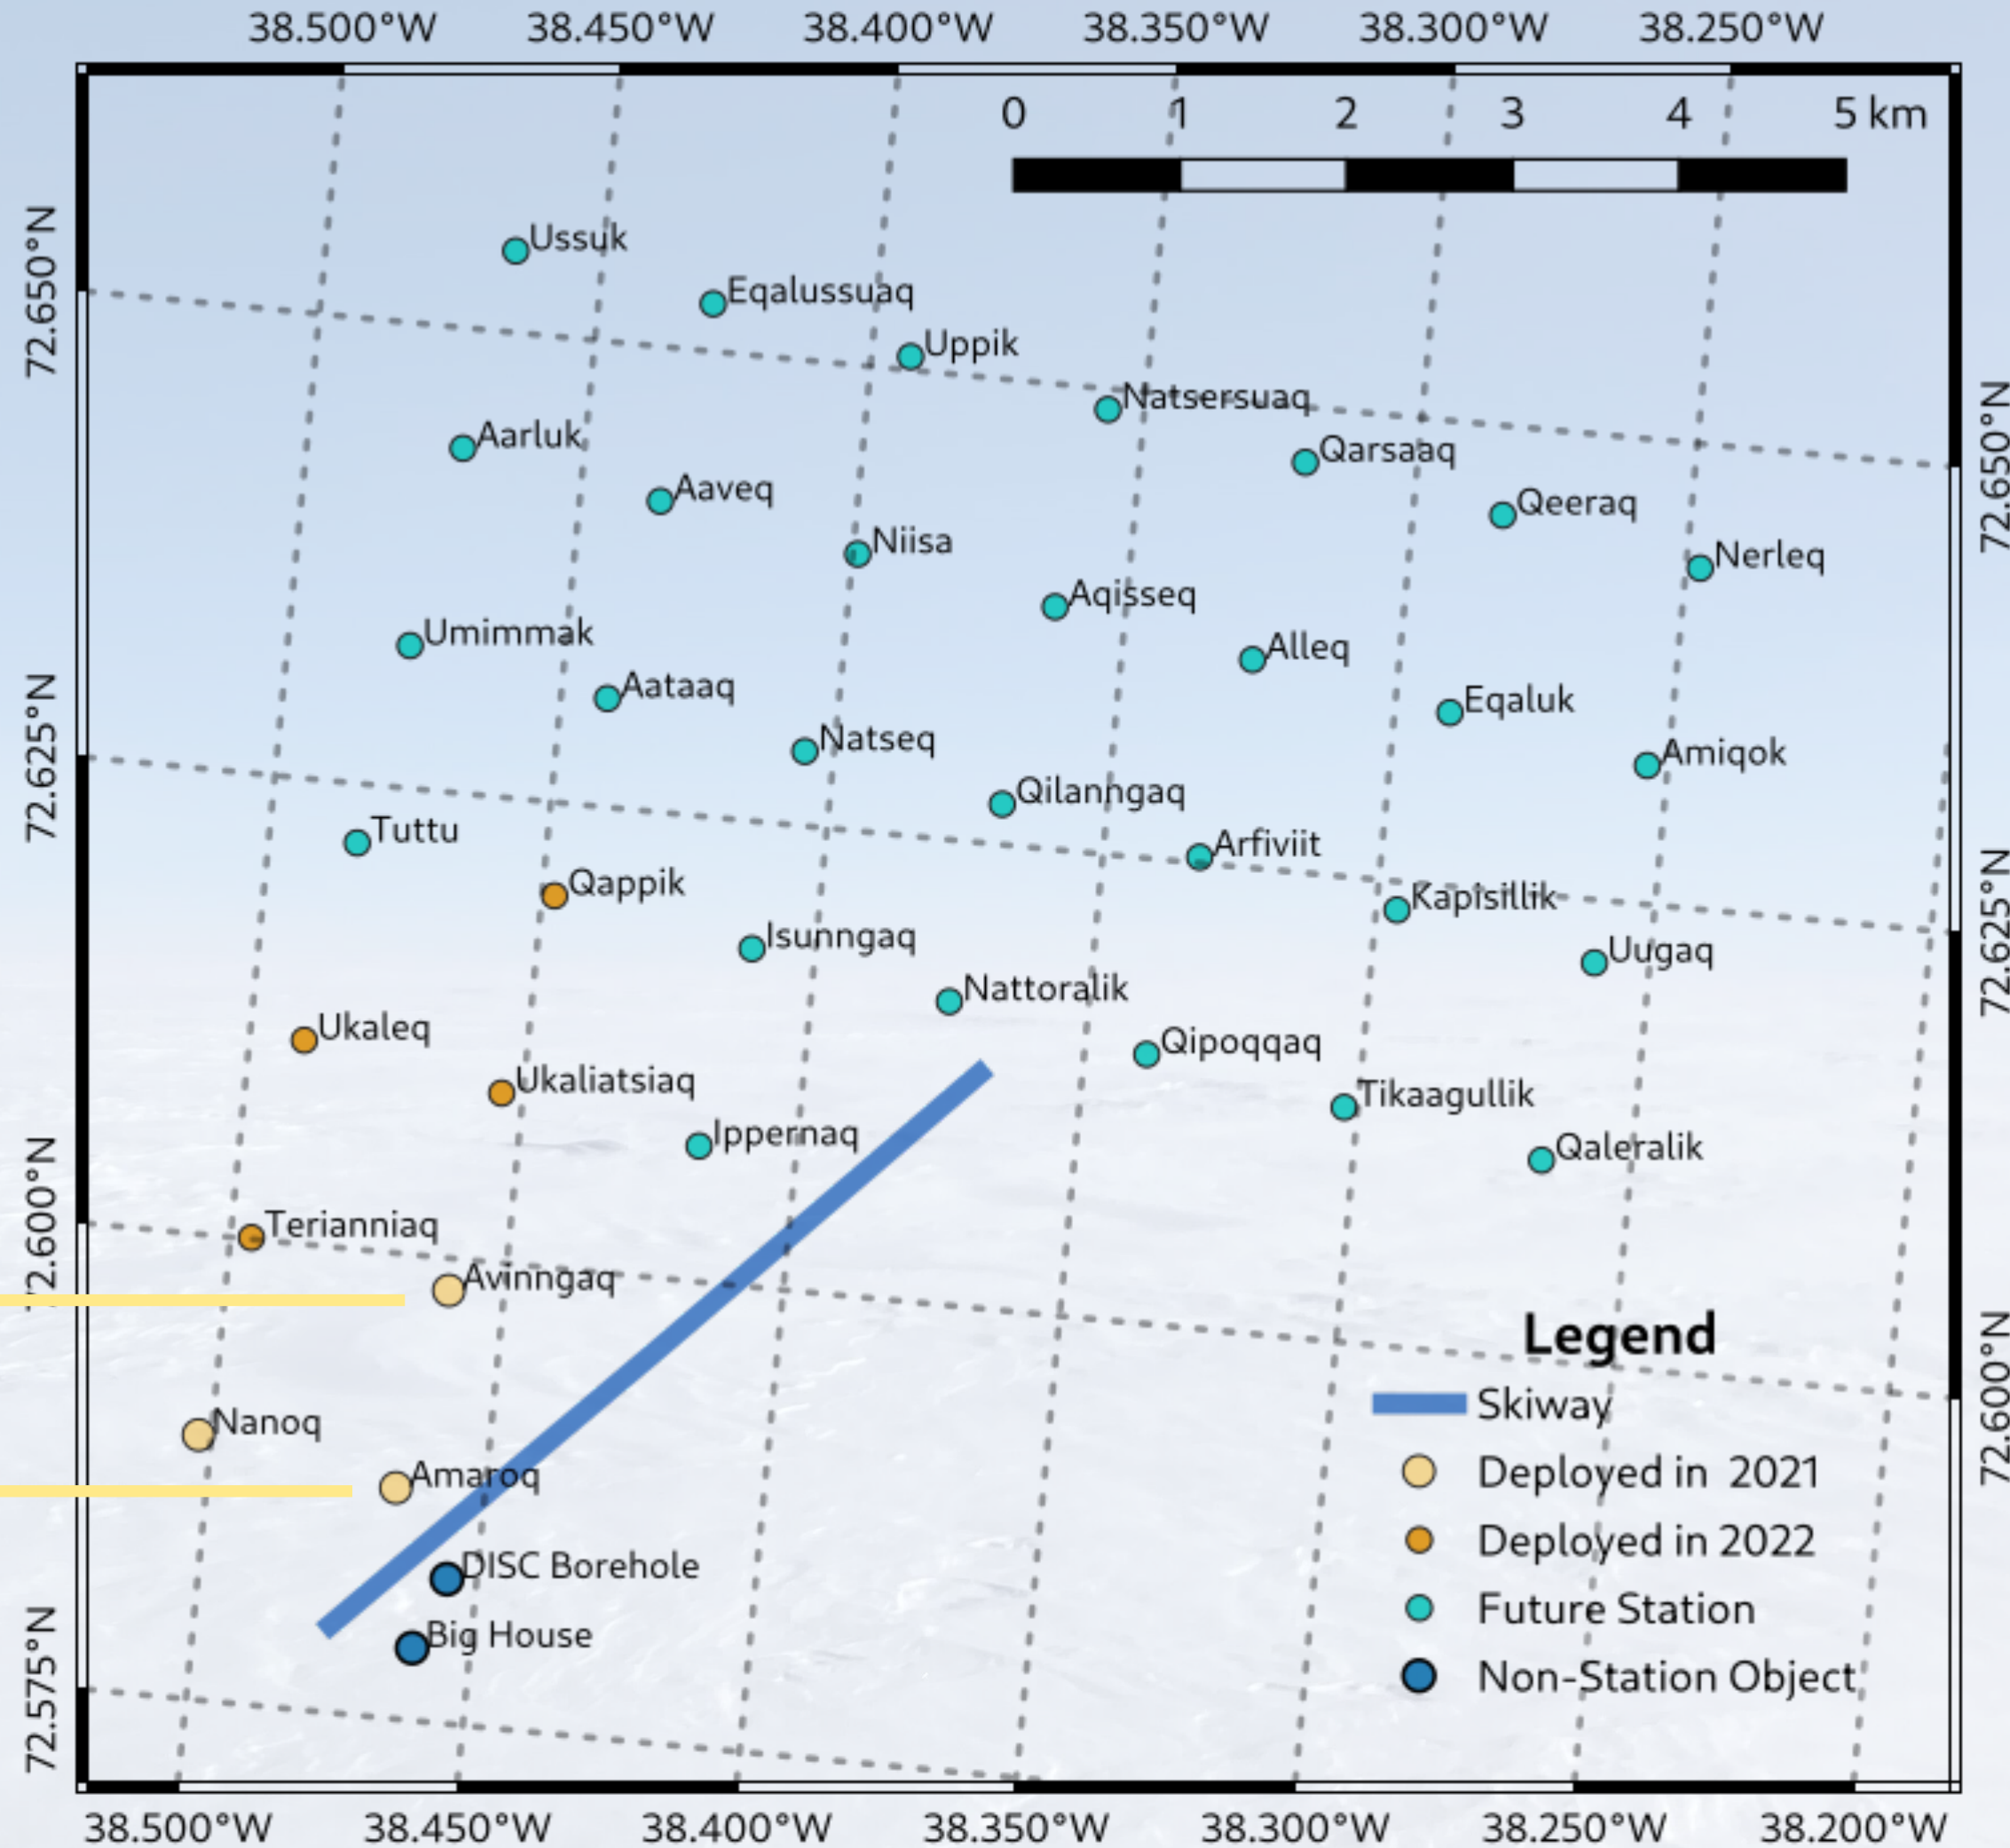 38.500°W 38.450°W 38.400°W 38.350°W 38.300°W 38.250°W
0 1 2 3 4 5 km
72.650°N
Ussuk
Eqalussuaq
Uppik
Natsersuaq
72.650°N
Aarluk
Qarsaaq
Aaveq
Qeeraq
Niisa
Nerleq
Aqisseq
Umimmak
Alleq
Aataaq
Eqaluk
72.625°N
Natseq
Amiqok
Qilanngaq
Tuttu
Arfiviit
72.625°N
Qappik
Kapisillik
Isunngaq
Uugaq
Nattoralik
Ukaleq
Qipoqqaq
Ukaliatsiaq
Tikaagullik
Ippernaq
Qaleralik
72.600°N
Terianniaq
Avinngaq
72.600°N
Nanoq
Amaroq
DISC Borehole
Big House
72.575°N
Legend
Skiway
Deployed in 2021
Deployed in 2022
Future Station
Non-Station Object
38.500°W 38.450°W 38.400°W 38.350°W 38.300°W 38.250°W 38.200°W